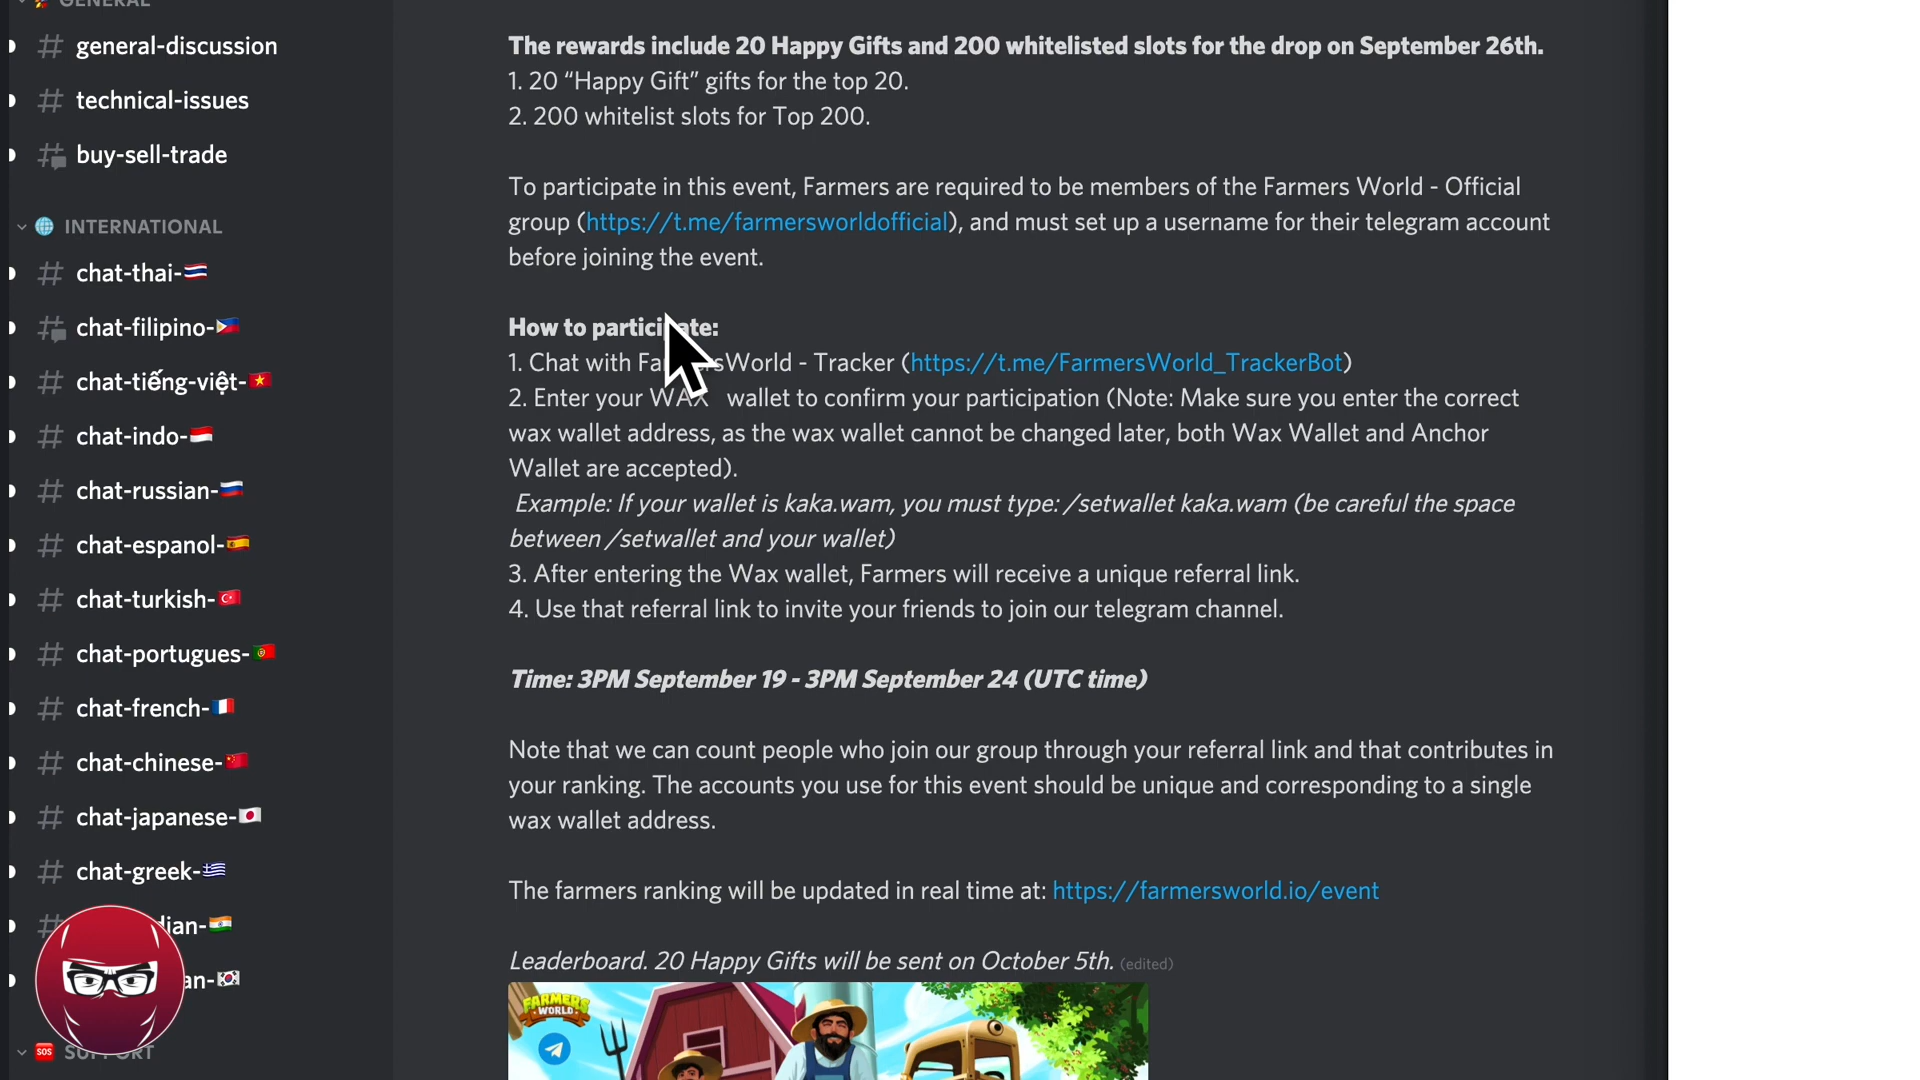 GENERAL
general-discussion
technical-issues
buy-sell-trade
INTERNATIONAL
chat-thai-
chat-filipino-
chat-tiếng-việt-
chat-indo-
chat-russian-
chat-espanol-
chat-turkish-
chat-portugues-
chat-french-
chat-chinese-
chat-japanese-
chat-greek-
SOS
The rewards include 20 Happy Gifts and 200 whitelisted slots for the drop on September 26th.
1. 20 “Happy Gift” gifts for the top 20.
2. 200 whitelist slots for Top 200.
To participate in this event, Farmers are required to be members of the Farmers World - Official
group (https://t.me/farmersworldofficial), and must set up a username for their telegram account
before joining the event.
How to participate:
1. Chat with FarmersWorld - Tracker (https://t.me/FarmersWorld_TrackerBot)
2. Enter your WAX wallet to confirm your participation (Note: Make sure you enter the correct
wax wallet address, as the wax wallet cannot be changed later, both Wax Wallet and Anchor
Wallet are accepted).
Example: If your wallet is kaka.wam, you must type: /setwallet kaka.wam (be careful the space
between /setwallet and your wallet)
3. After entering the Wax wallet, Farmers will receive a unique referral link.
4. Use that referral link to invite your friends to join our telegram channel.
Time: 3PM September 19 - 3PM September 24 (UTC time)
Note that we can count people who join our group through your referral link and that contributes in
your ranking. The accounts you use for this event should be unique and corresponding to a single
wax wallet address.
The farmers ranking will be updated in real time at: https://farmersworld.io/event
Leaderboard. 20 Happy Gifts will be sent on October 5th. (edited)
FARMERS
WORLD